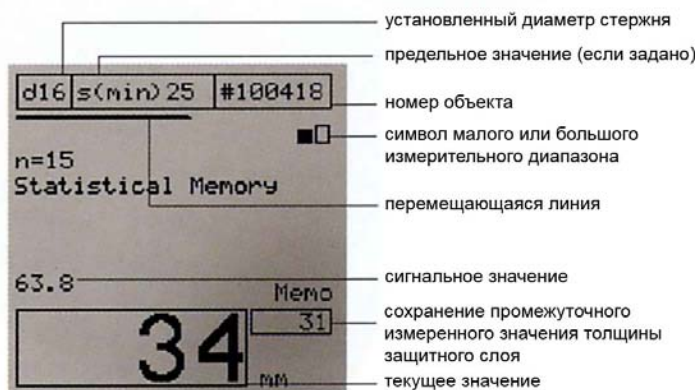 установленный диаметр стержня
предельное значение (если задано)
d16 s(min) 25 #100418
номер объекта
символ малого или большого
измерительного диапазона
n=15
Statistical Memory
перемещающаяся линия
63.8
сигнальное значение
Memo
31
сохранение промежуточного
измеренного значения толщины
защитного слоя
34
mm
текущее значение